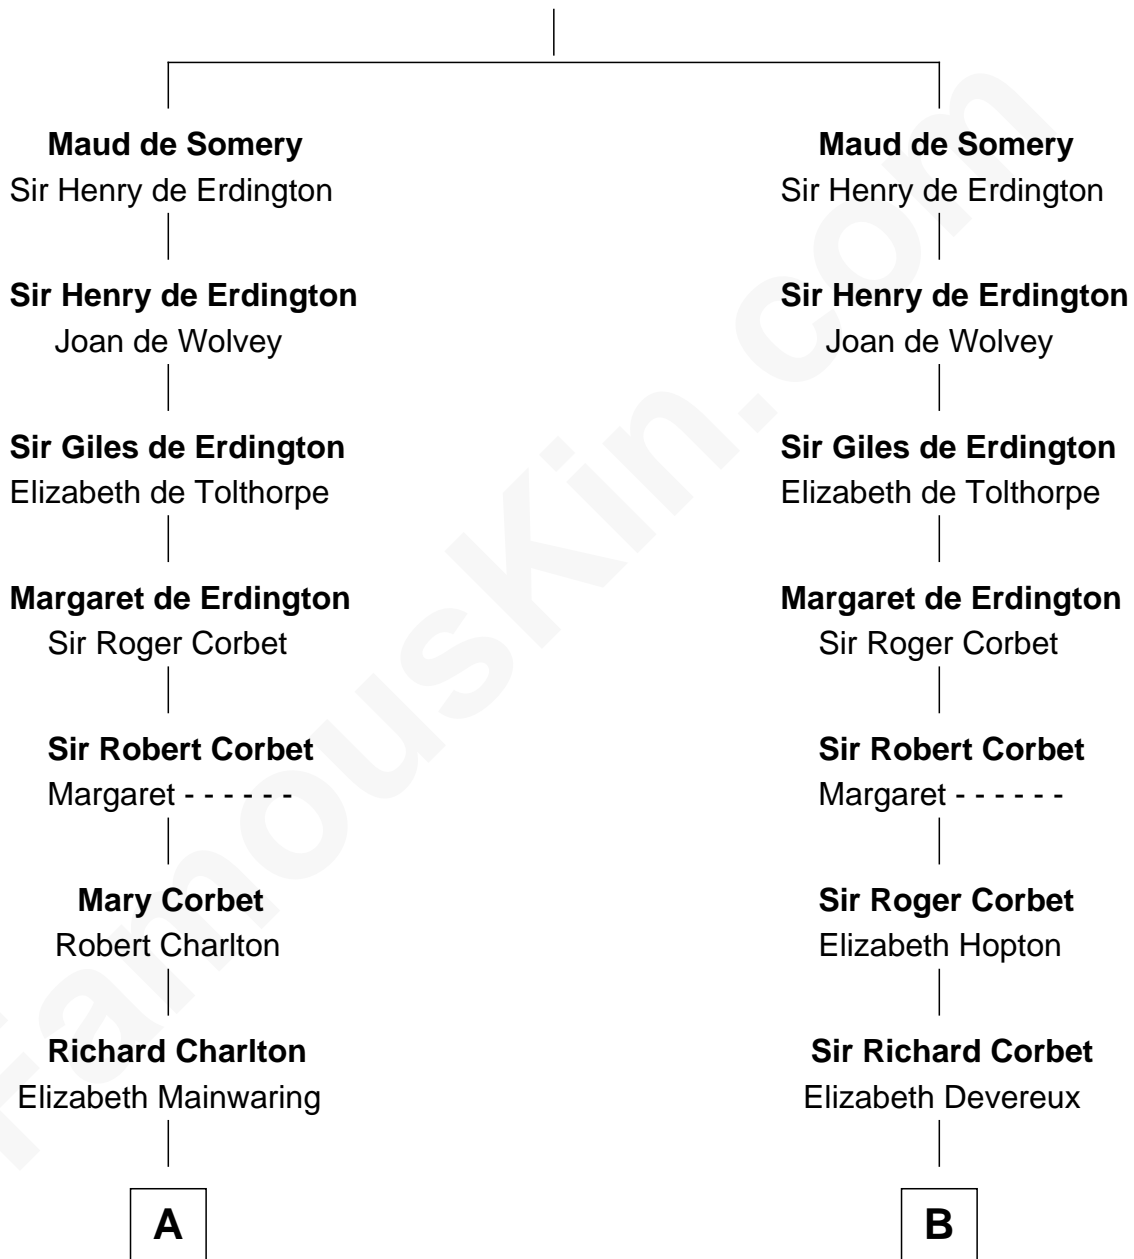 Maud de Somery
Sir Henry de Erdington
Sir Henry de Erdington
Joan de Wolvey
Sir Giles de Erdington
Elizabeth de Tolthorpe
Margaret de Erdington
Sir Roger Corbet
Sir Robert Corbet
Margaret - - - - - -
Mary Corbet
Robert Charlton
Richard Charlton
Elizabeth Mainwaring
A
Maud de Somery
Sir Henry de Erdington
Sir Henry de Erdington
Joan de Wolvey
Sir Giles de Erdington
Elizabeth de Tolthorpe
Margaret de Erdington
Sir Roger Corbet
Sir Robert Corbet
Margaret - - - - - -
Sir Roger Corbet
Elizabeth Hopton
Sir Richard Corbet
Elizabeth Devereux
B
FamousKin.com